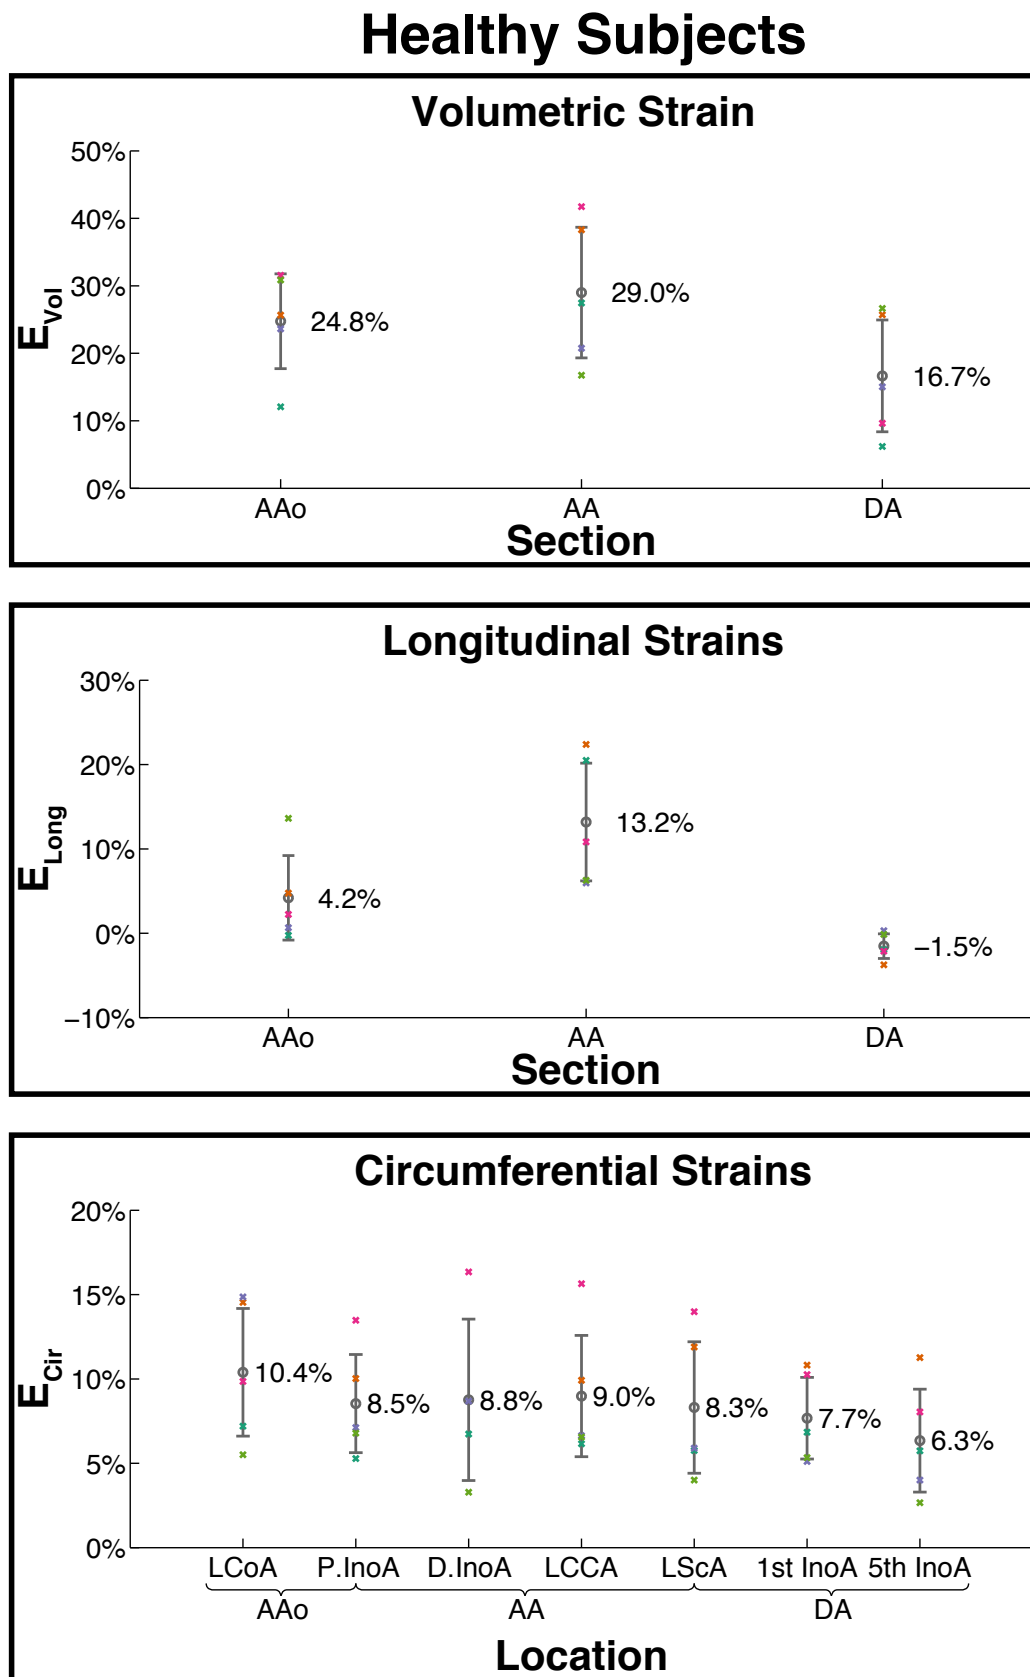 Healthy Subjects
Volumetric Strain
50%
40%
30%
20%
10%
0%
E_Vol
24.8%
29.0%
16.7%
AAo AA DA
Section
Longitudinal Strains
30%
20%
10%
0%
−10%
E_Long
4.2%
13.2%
−1.5%
AAo AA DA
Section
Circumferential Strains
20%
15%
10%
5%
0%
E_Cir
10.4% 8.5% 8.8% 9.0% 8.3% 7.7% 6.3%
LCoA P.InoA D.InoA LCCA LScA 1st InoA 5th InoA
AAo AA DA
Location